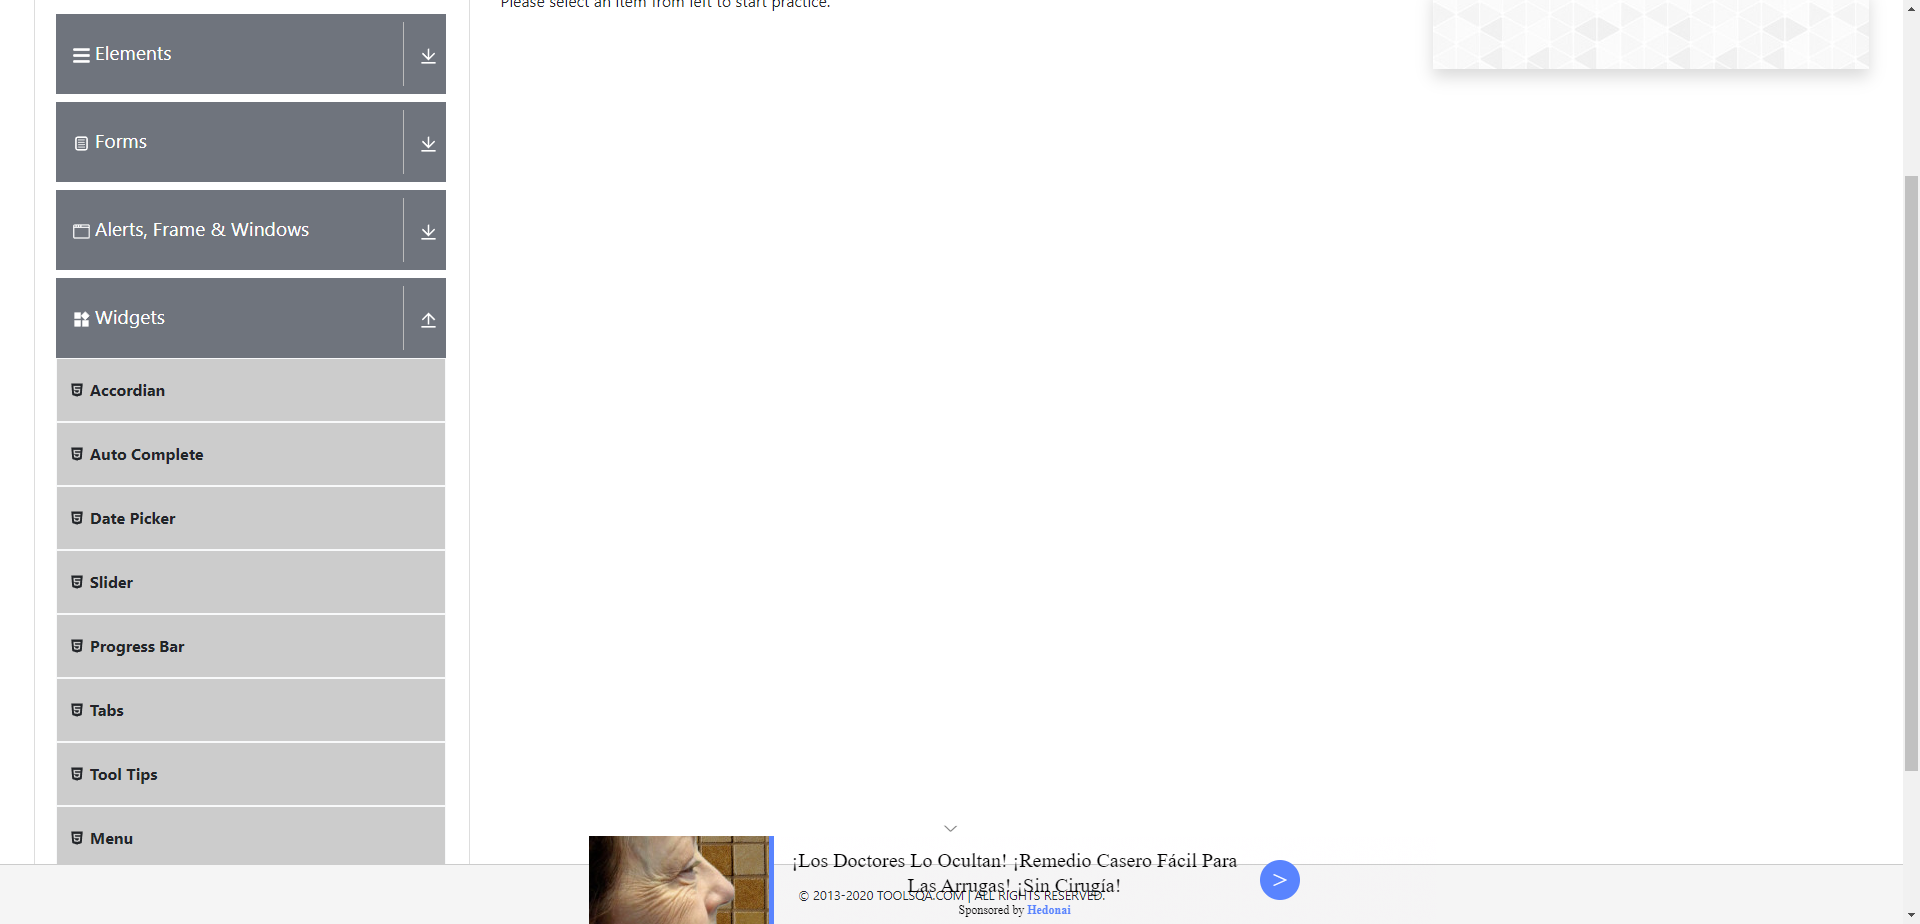 Please select an item from left to start practice.
Elements
Forms
Alerts, Frame & Windows
Widgets
Accordian
Auto Complete
Date Picker
Slider
Progress Bar
Tabs
Tool Tips
Menu
¡Los Doctores Lo Ocultan! ¡Remedio Casero Fácil Para
Las Arrugas! ¡Sin Cirugía!
© 2013-2020 TOOLSQA.COM | ALL RIGHTS RESERVED.
Sponsored by Hedonai